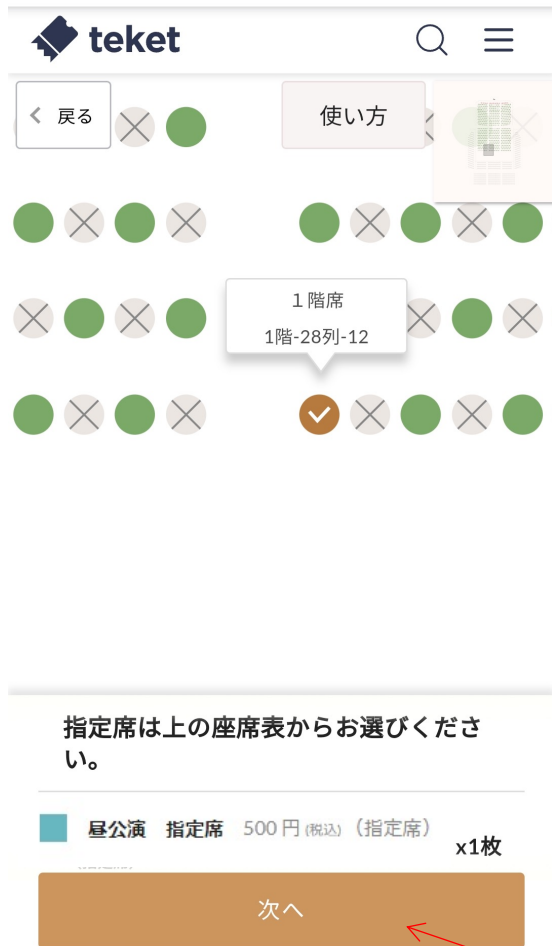 teket
戻る
使い方
１階席
1階-28列-12
指定席は上の座席表からお選びくださ
い。
昼公演 指定席 500 円 (税込) （指定席）
x1枚
次へ